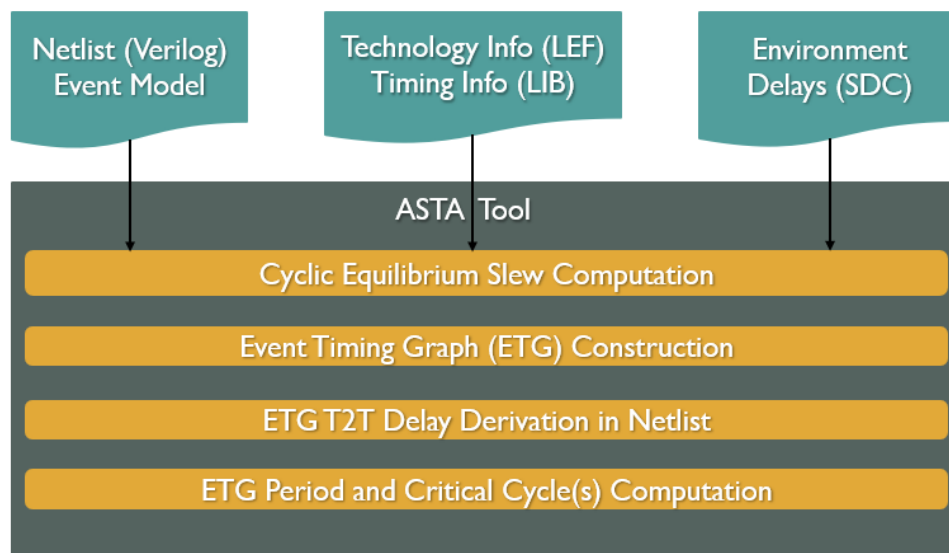 Netlist (Verilog)
Event Model
Technology Info (LEF)
Timing Info (LIB)
Environment
Delays (SDC)
ASTA Tool
Cyclic Equilibrium Slew Computation
Event Timing Graph (ETG) Construction
ETG T2T Delay Derivation in Netlist
ETG Period and Critical Cycle(s) Computation